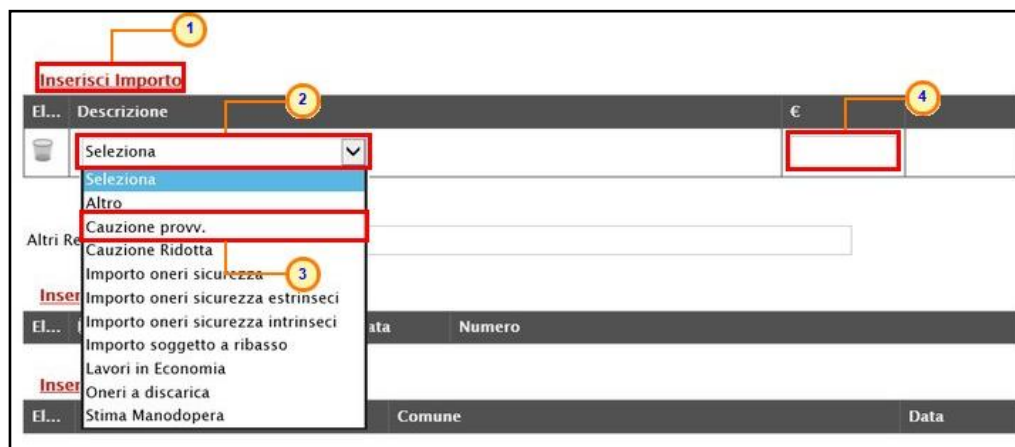 1
Inserisci Importo
2
4
El... Descrizione €
Seleziona
Seleziona
Altro
Cauzione provv.
Altri Re
Cauzione Ridotta
Importo oneri sicurezza
3
Inser
Importo oneri sicurezza estrinseci
El... ata Numero
Importo oneri sicurezza intrinseci
Importo soggetto a ribasso
Lavori in Economia
Inser
Oneri a discarica
El... Comune Data
Stima Manodopera